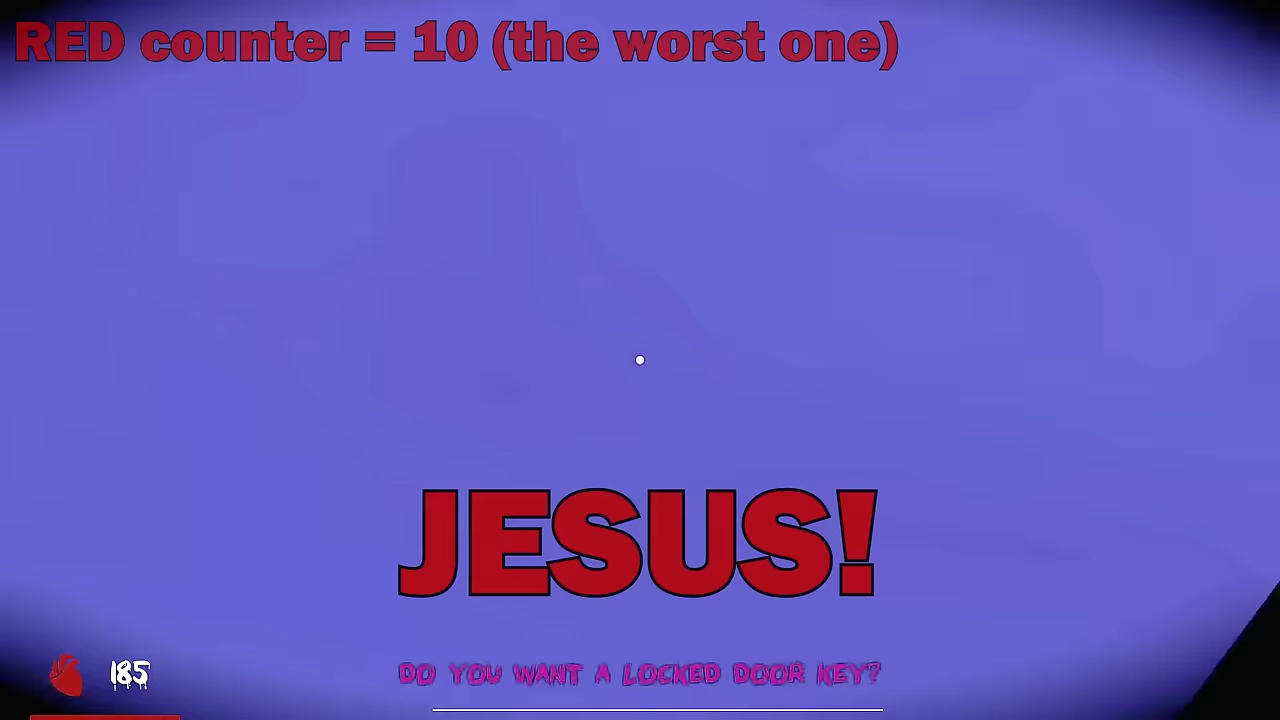 RED counter = 10 (the worst one)
JESUS!
185
DO YOU WANT A LOCKED DOOR KEY?